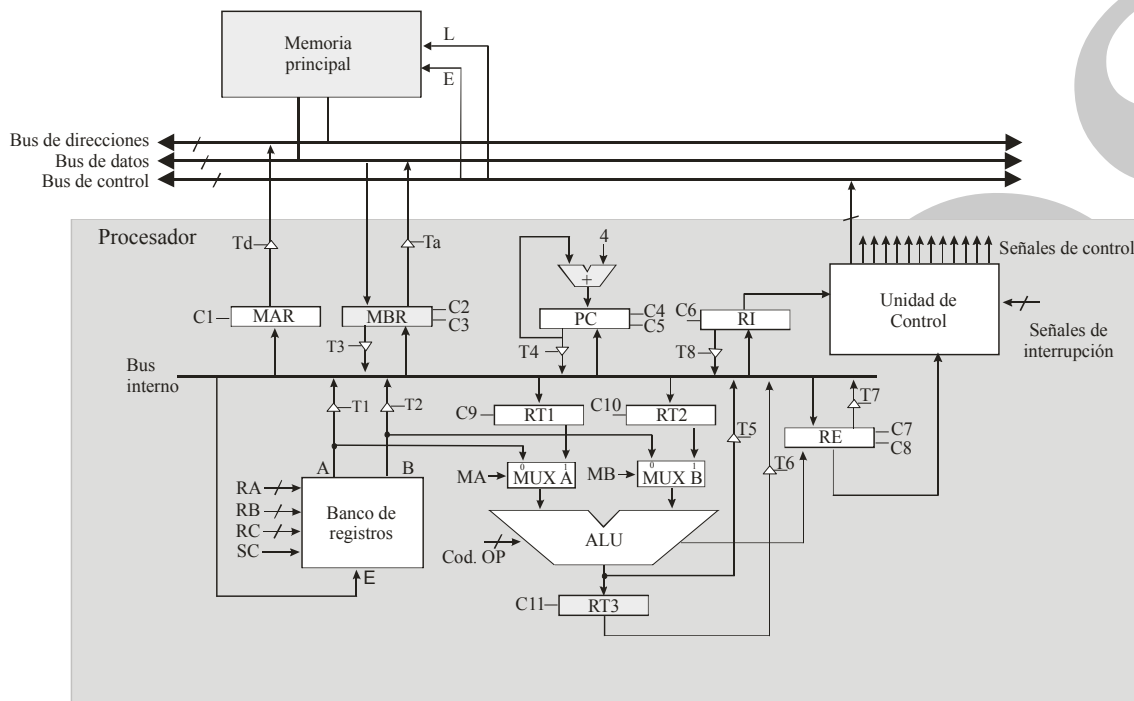 Memoria
principal
L
E
Bus de direcciones
Bus de datos
Bus de control
Procesador
Td
Ta
4
+
Señales de control
Unidad de
Control
Señales de
interrupción
C1
MAR
MBR
C2
C3
PC
C4
C5
C6
RI
T3
T4
T8
Bus
interno
T1
T2
C9
RT1
C10
RT2
T5
T7
RE
C7
C8
T6
A
B
MA
0 1
MUX A
MB
0 1
MUX B
RA
RB
RC
SC
Banco de
registros
E
Cod. OP
ALU
C11
RT3